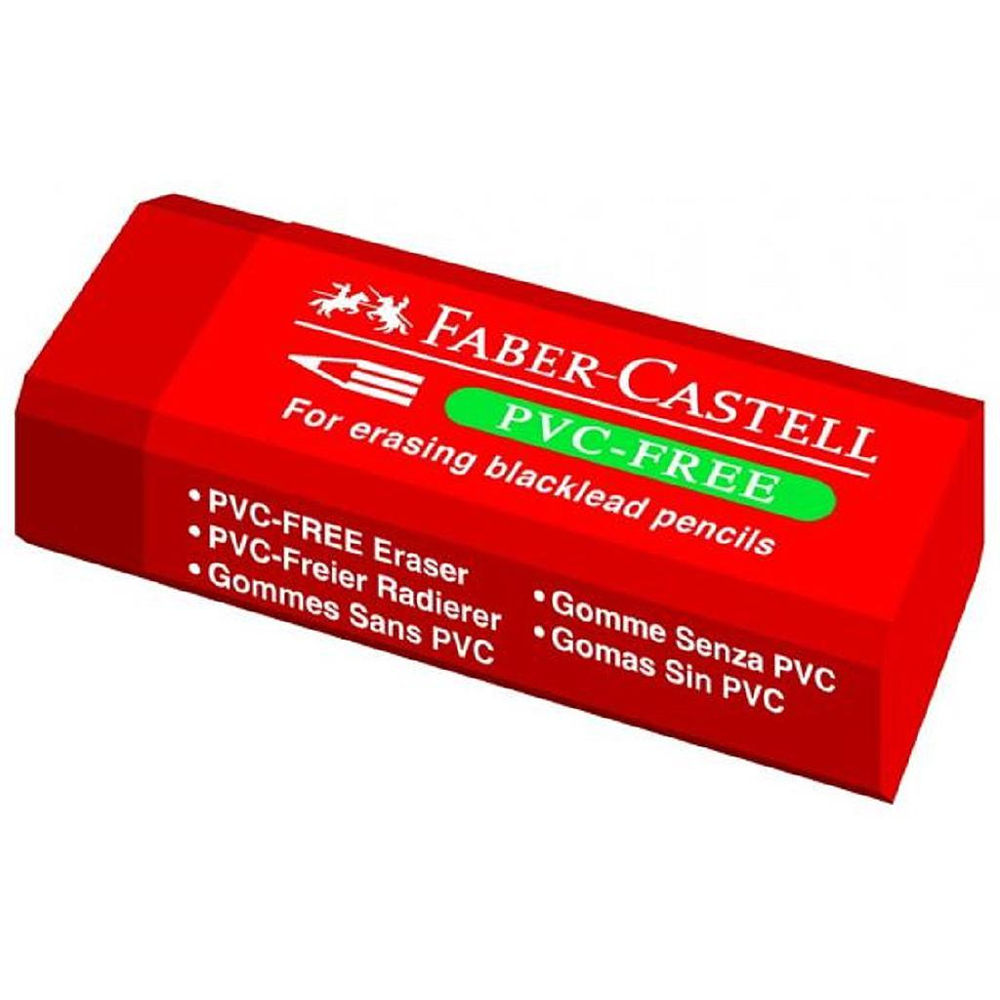 FABER-CASTELL
PVC-FREE
For erasing blacklead pencils
• PVC-FREE Eraser
• PVC-Freier Radierer
• Gommes Sans PVC
• Gomme Senza PVC
• Gomas Sin PVC